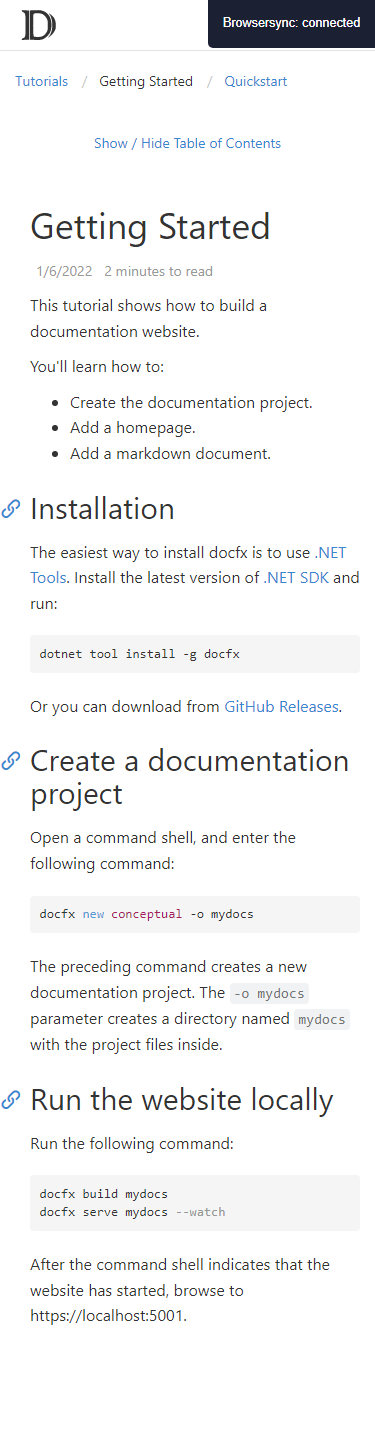 D
Browsersync: connected
Tutorials / Getting Started / Quickstart
Show / Hide Table of Contents
Getting Started
1/6/2022 2 minutes to read
This tutorial shows how to build a
documentation website.
You'll learn how to:
• Create the documentation project.
• Add a homepage.
• Add a markdown document.
Installation
The easiest way to install docfx is to use .NET
Tools. Install the latest version of .NET SDK and
run:
dotnet tool install -g docfx
Or you can download from GitHub Releases.
Create a documentation
project
Open a command shell, and enter the
following command:
docfx new conceptual -o mydocs
The preceding command creates a new
documentation project. The -o mydocs
parameter creates a directory named mydocs
with the project files inside.
Run the website locally
Run the following command:
docfx build mydocs
docfx serve mydocs --watch
After the command shell indicates that the
website has started, browse to
https://localhost:5001.